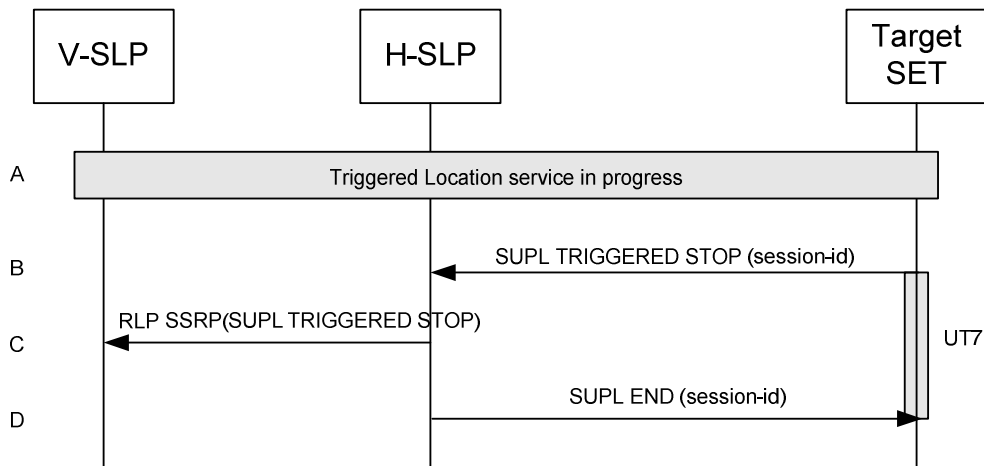 V-SLP
H-SLP
Target
SET
A
Triggered Location service in progress
B
SUPL TRIGGERED STOP (session-id)
RLP SSRP(SUPL TRIGGERED STOP)
C
UT7
SUPL END (session-id)
D